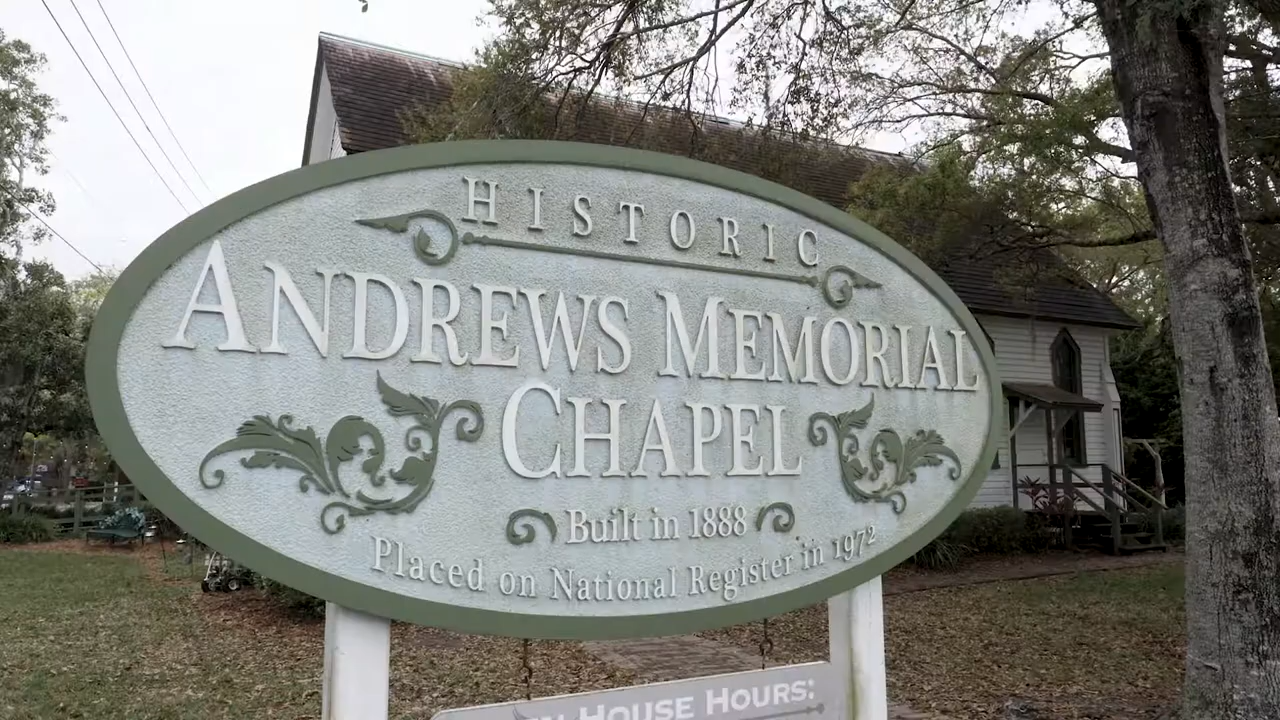 HISTORIC
ANDREWS MEMORIAL
CHAPEL
Built in 1888
Placed on National Register in 1972
HOUSE HOURS: